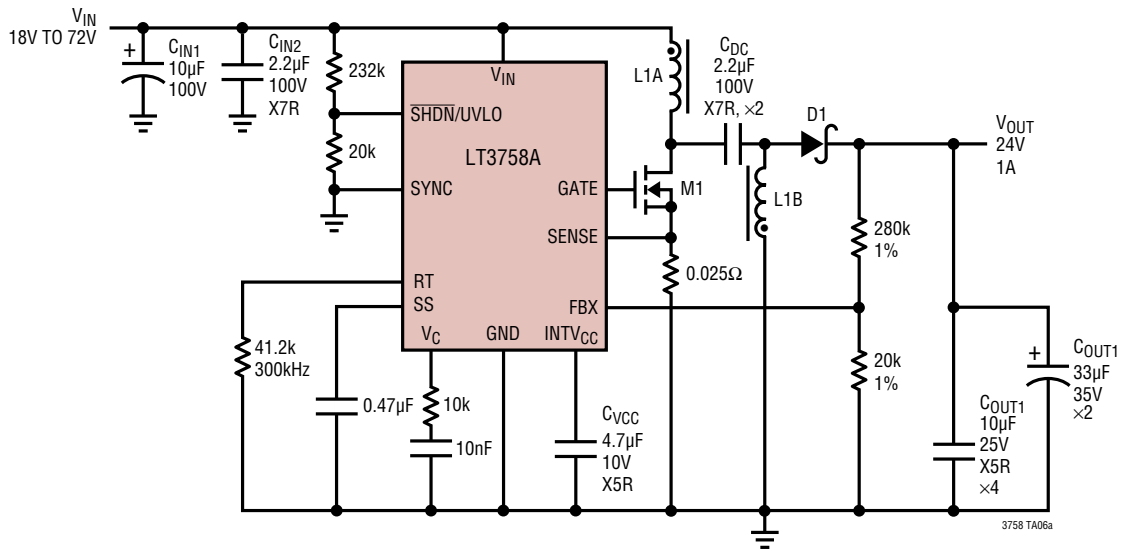 VIN
18V TO 72V
CIN1
10µF
100V
+
CIN2
2.2µF
100V
X7R
232k
20k
VIN
SHDN/UVLO
LT3758A
SYNC
GATE
SENSE
RT
SS
FBX
VC
GND
INTVCC
L1A
CDC
2.2µF
100V
X7R, ×2
D1
VOUT
24V
1A
M1
L1B
0.025Ω
280k
1%
20k
1%
41.2k
300kHz
0.47µF
10k
10nF
CVCC
4.7µF
10V
X5R
COUT1
10µF
25V
X5R
×4
+
COUT1
33µF
35V
×2
3758 TA06a